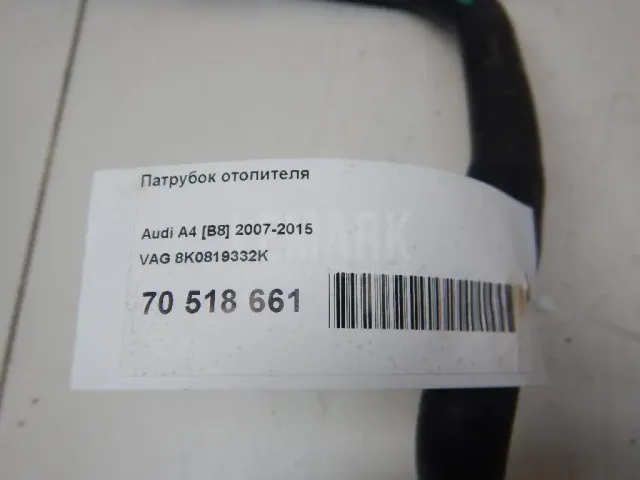 Патрубок отопителя
Audi A4 [B8] 2007-2015
VAG 8K0819332K
70 518 661